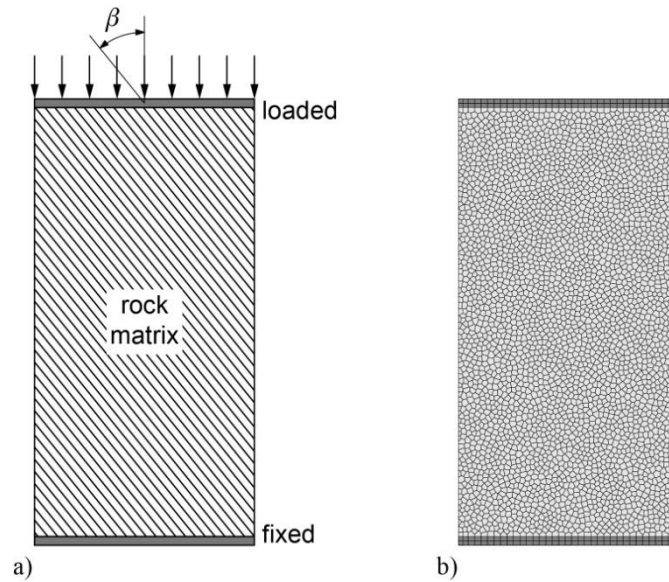 β
loaded
rock
matrix
fixed
a)
b)